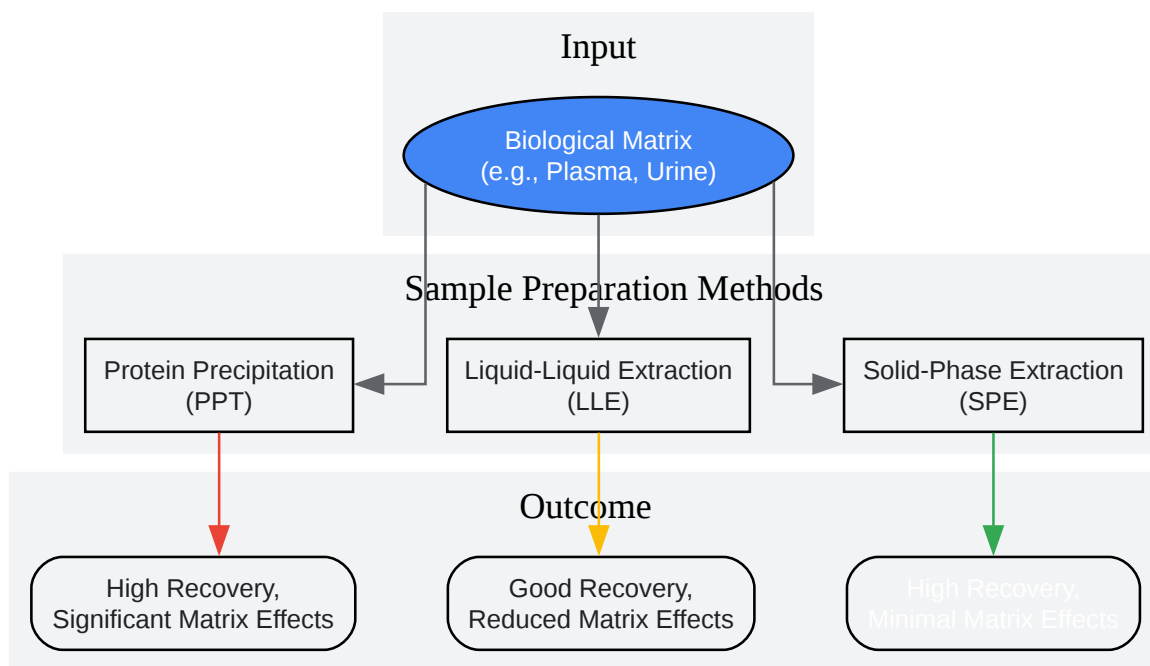 Input
Biological Matrix
(e.g., Plasma, Urine)
Sample Preparation Methods
Protein Precipitation
(PPT)
Liquid-Liquid Extraction
(LLE)
Solid-Phase Extraction
(SPE)
Outcome
High Recovery,
Significant Matrix Effects
Good Recovery,
Reduced Matrix Effects
High Recovery,
Minimal Matrix Effects